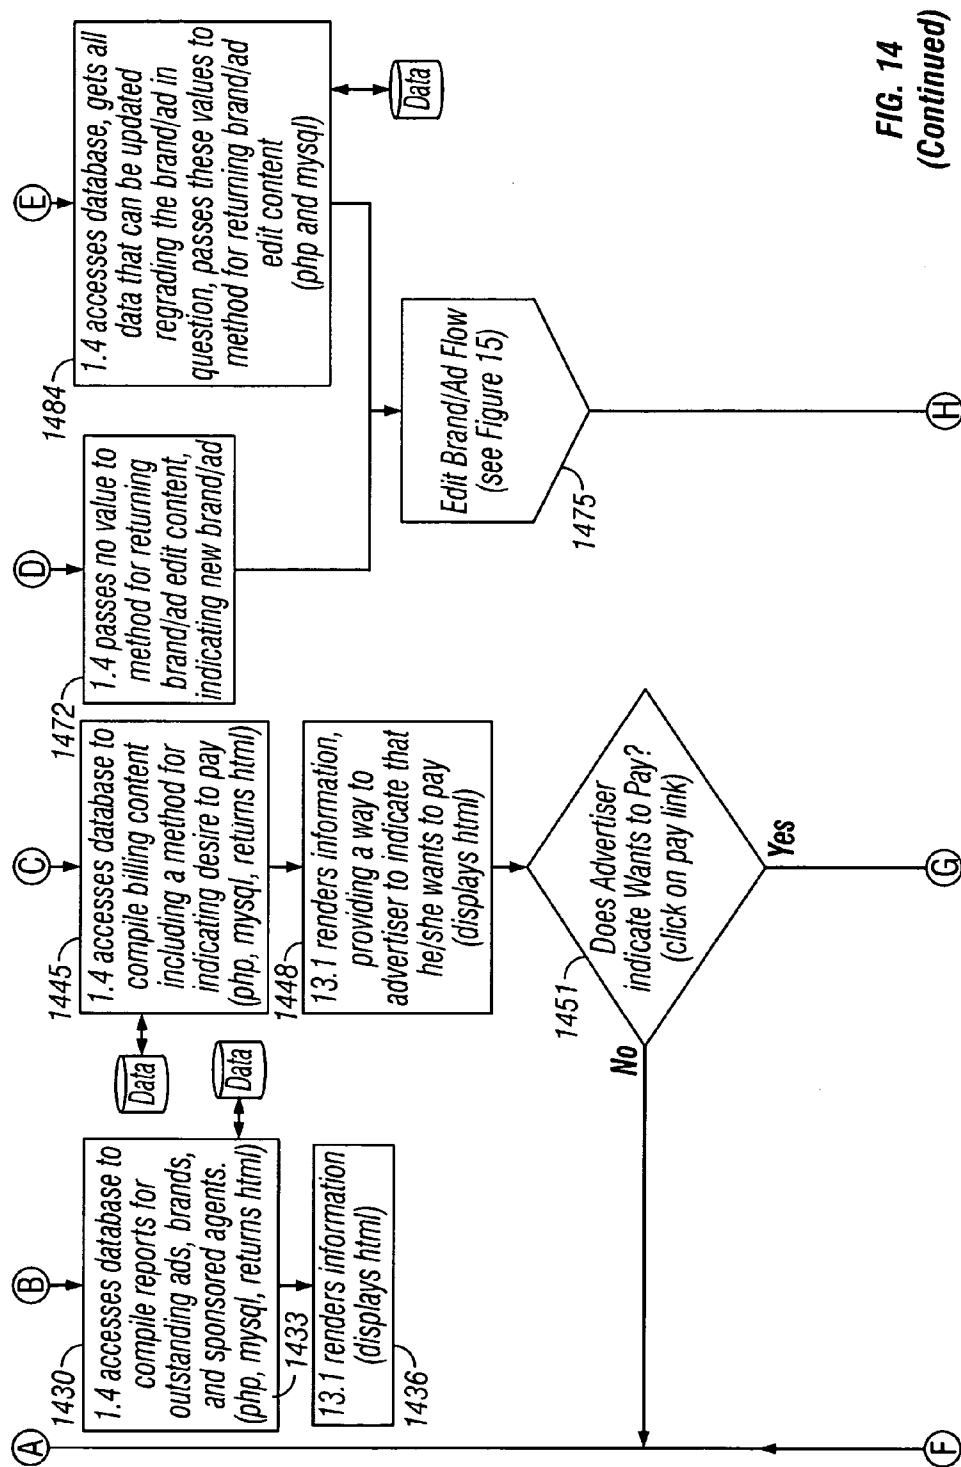 A
B
1430
1.4 accesses database to
compile reports for
outstanding ads, brands,
and sponsored agents.
(php, mysql, returns html)
1433
Data
13.1 renders information
(displays html)
1436
C
1445
1.4 accesses database to
compile billing content
including a method for
indicating desire to pay
(php, mysql, returns html)
Data
1448
13.1 renders information,
providing a way to
advertiser to indicate that
he/she wants to pay
(displays html)
1451
Does Advertiser
indicate Wants to Pay?
(click on pay link)
No
Yes
D
1472
1.4 passes no value to
method for returning
brand/ad edit content,
indicating new brand/ad
E
1484
1.4 accesses database, gets all
data that can be updated
regrading the brand/ad in
question, passes these values to
method for returning brand/ad
edit content
(php and mysql)
Data
Edit Brand/Ad Flow
(see Figure 15)
1475
F
G
H
FIG. 14
(Continued)